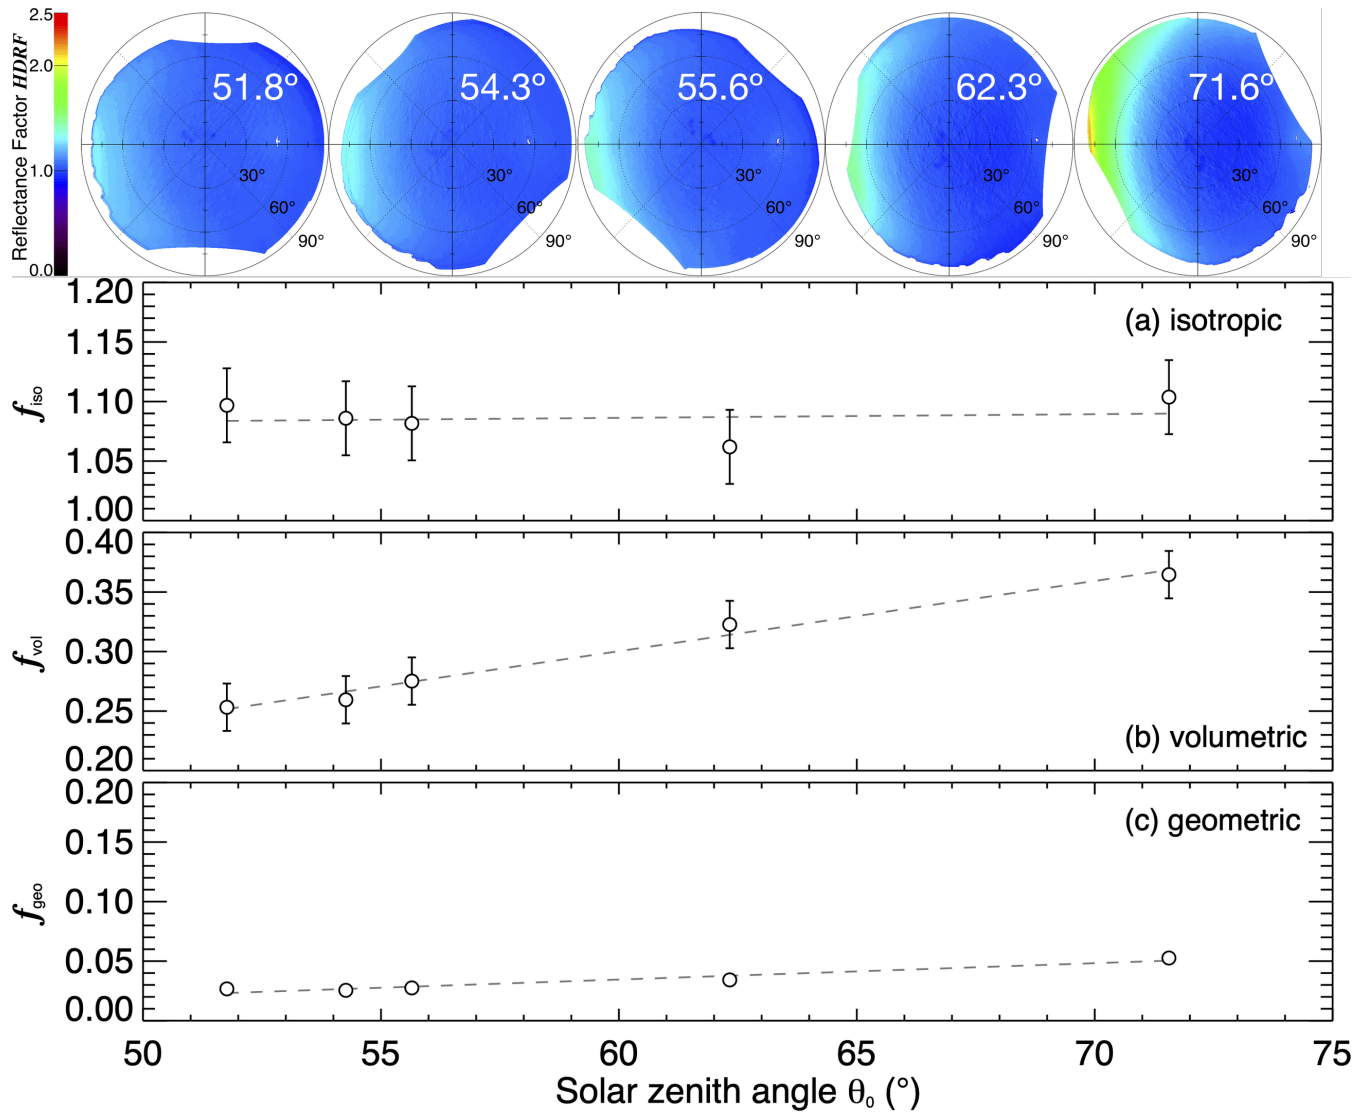 Reflectance Factor HDRF
2.5
2.0
1.0
0.0
51.8° 54.3° 55.6° 62.3° 71.6°
30° 30° 30° 30° 30°
60° 60° 60° 60° 60°
90° 90° 90° 90° 90°
(a) isotropic
f iso
1.20
1.15
1.10
1.05
1.00
(b) volumetric
f vol
0.40
0.35
0.30
0.25
0.20
(c) geometric
f geo
0.20
0.15
0.10
0.05
0.00
50 55 60 65 70 75
Solar zenith angle θ₀ (°)